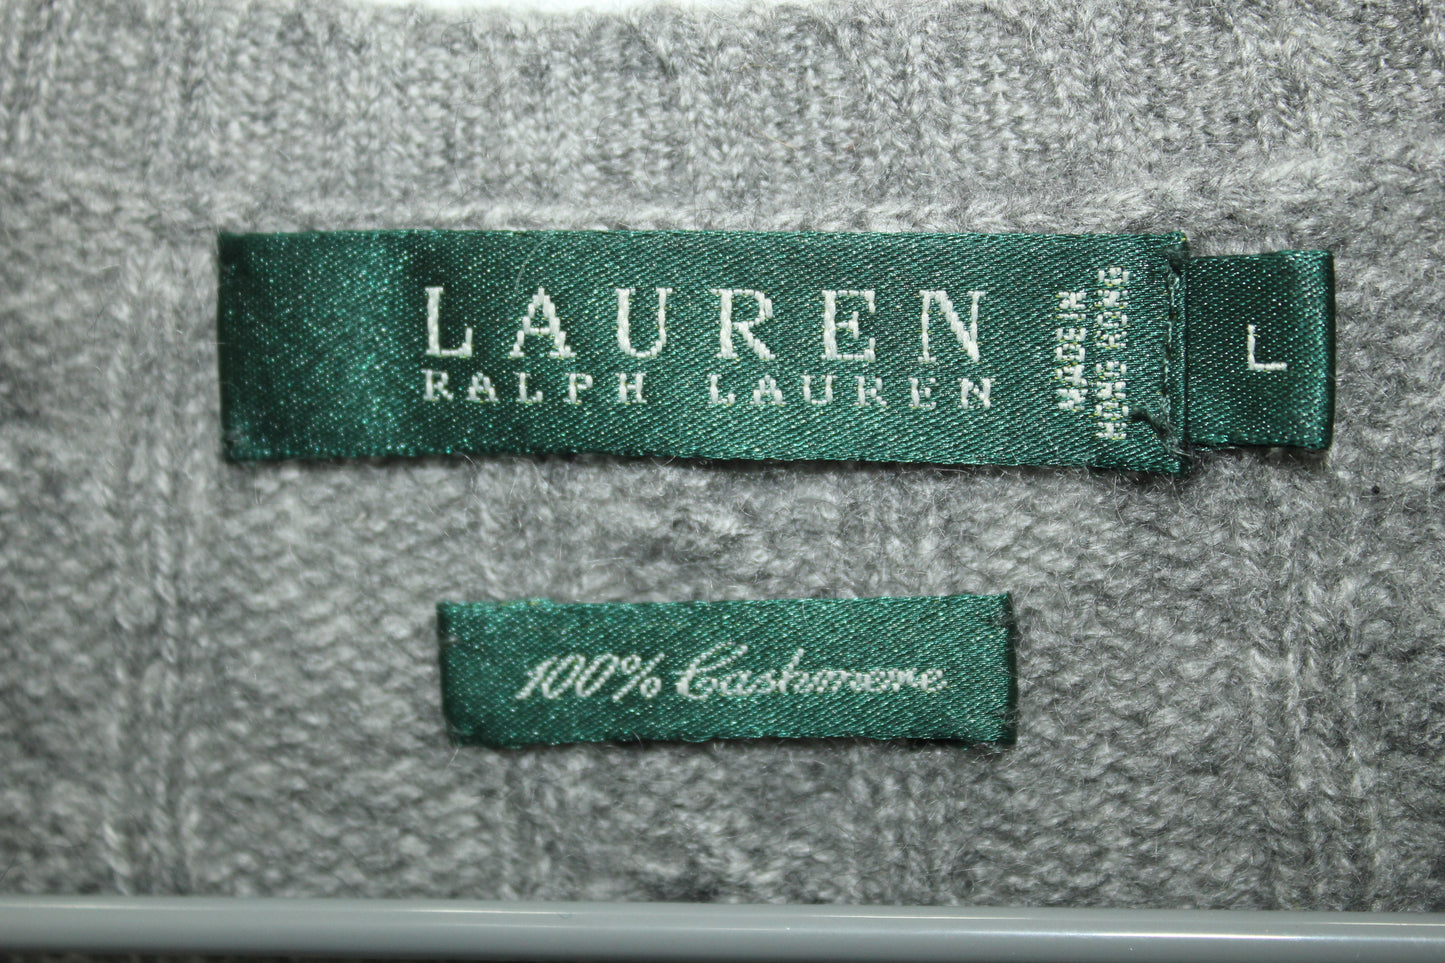 LAUREN
RALPH LAUREN
MADE IN
HONG KONG
L
100% Cashmere